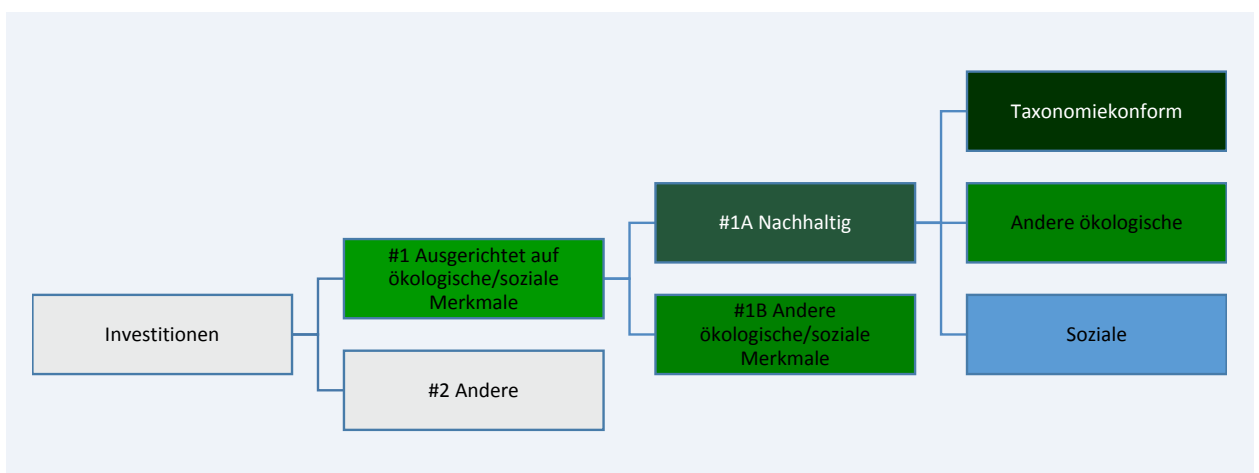 Investitionen
#1 Ausgerichtet auf
ökologische/soziale
Merkmale
#2 Andere
#1A Nachhaltig
#1B Andere
ökologische/soziale
Merkmale
Taxonomiekonform
Andere ökologische
Soziale